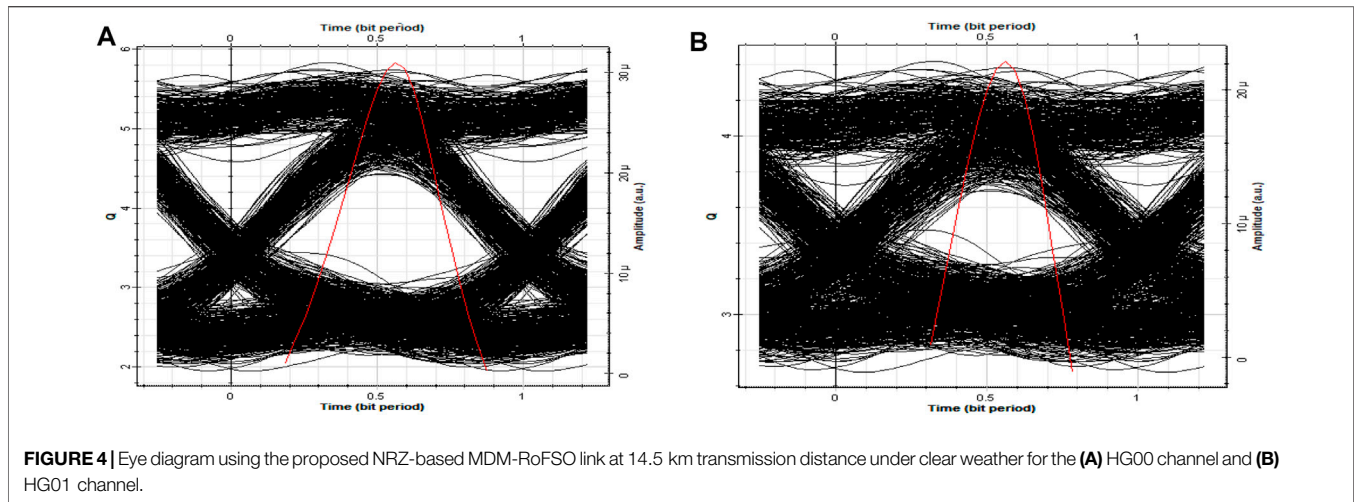 A
Time (bit period)
0
0.5
1
6
5
4
3
2
Q
30 µ
20 µ
10 µ
0
Amplitude (a.u.)
0
0.5
1
Time (bit period)
B
Time (bit period)
0
0.5
1
4
3
Q
20 µ
10 µ
0
Amplitude (a.u.)
0
0.5
1
Time (bit period)
FIGURE 4 | Eye diagram using the proposed NRZ-based MDM-RoFSO link at 14.5 km transmission distance under clear weather for the (A) HG00 channel and (B)
HG01 channel.